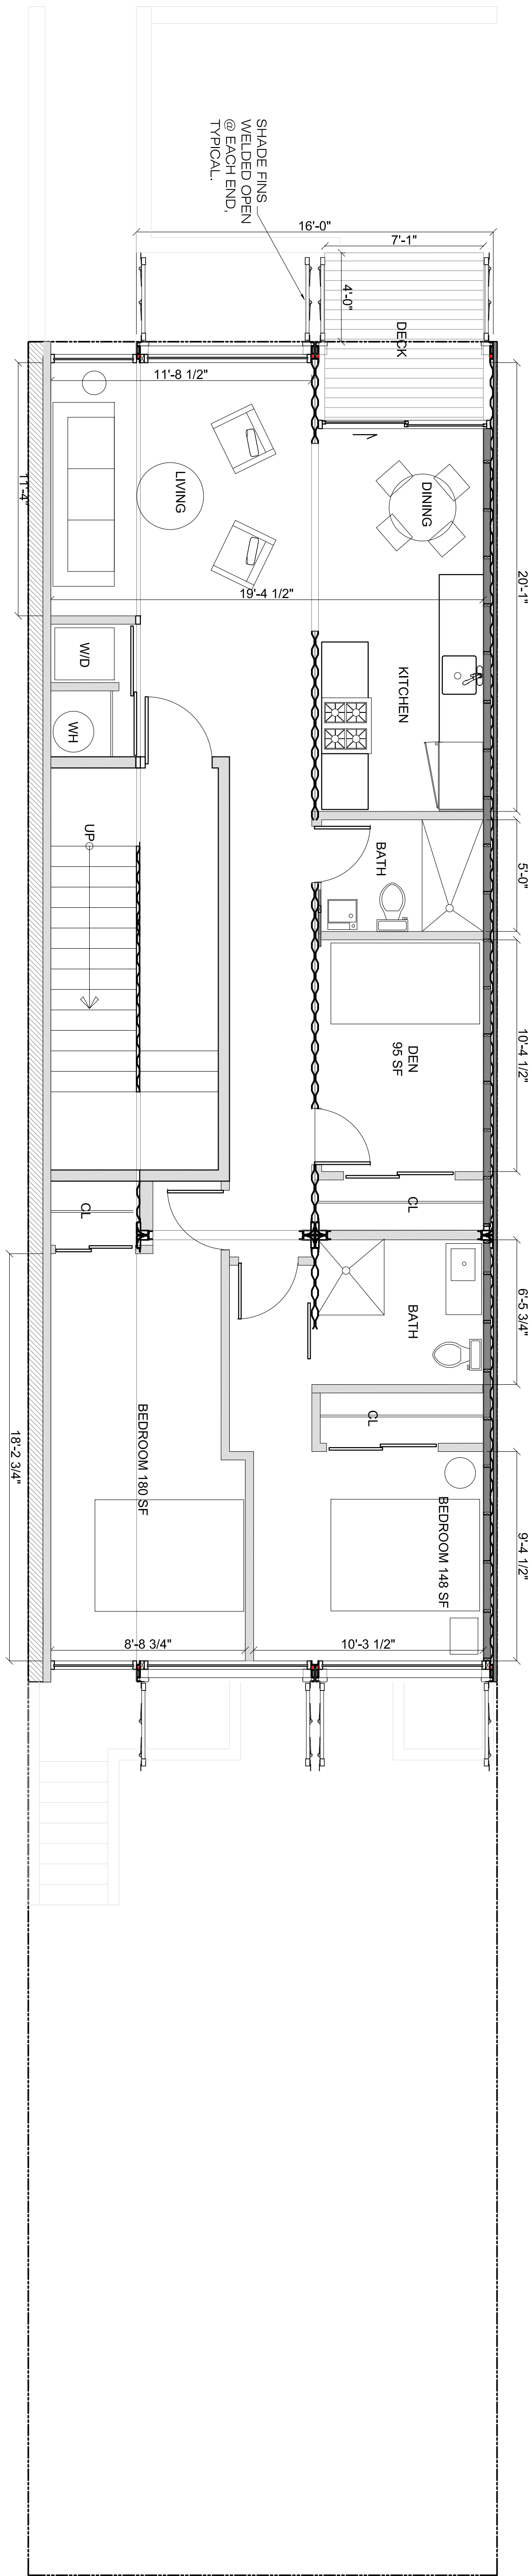 SHADE FINS
WELDED OPEN
@ EACH END,
TYPICAL.
16'-0"
7'-1"
4'-0"
DECK
11'-8 1/2"
LIVING
DINING
11'-4"
20'-1"
19'-4 1/2"
W/D
WH
KITCHEN
UP
BATH
5'-0"
DEN
95 SF
10'-4 1/2"
CL
CL
BATH
6'-5 3/4"
CL
BEDROOM 180 SF
BEDROOM 148 SF
18'-2 3/4"
9'-4 1/2"
8'-8 3/4"
10'-3 1/2"